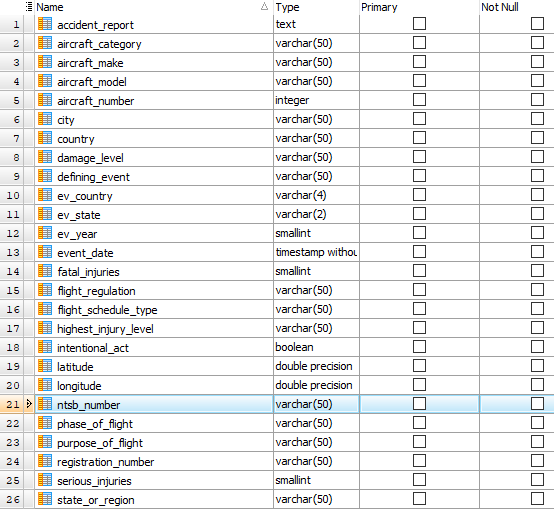 Name Type Primary Not Null
1 accident_report text
2 aircraft_category varchar(50)
3 aircraft_make varchar(50)
4 aircraft_model varchar(50)
5 aircraft_number integer
6 city varchar(50)
7 country varchar(50)
8 damage_level varchar(50)
9 defining_event varchar(50)
10 ev_country varchar(4)
11 ev_state varchar(2)
12 ev_year smallint
13 event_date timestamp withou
14 fatal_injuries smallint
15 flight_regulation varchar(50)
16 flight_schedule_type varchar(50)
17 highest_injury_level varchar(50)
18 intentional_act boolean
19 latitude double precision
20 longitude double precision
21 ntsb_number varchar(50)
22 phase_of_flight varchar(50)
23 purpose_of_flight varchar(50)
24 registration_number varchar(50)
25 serious_injuries smallint
26 state_or_region varchar(50)